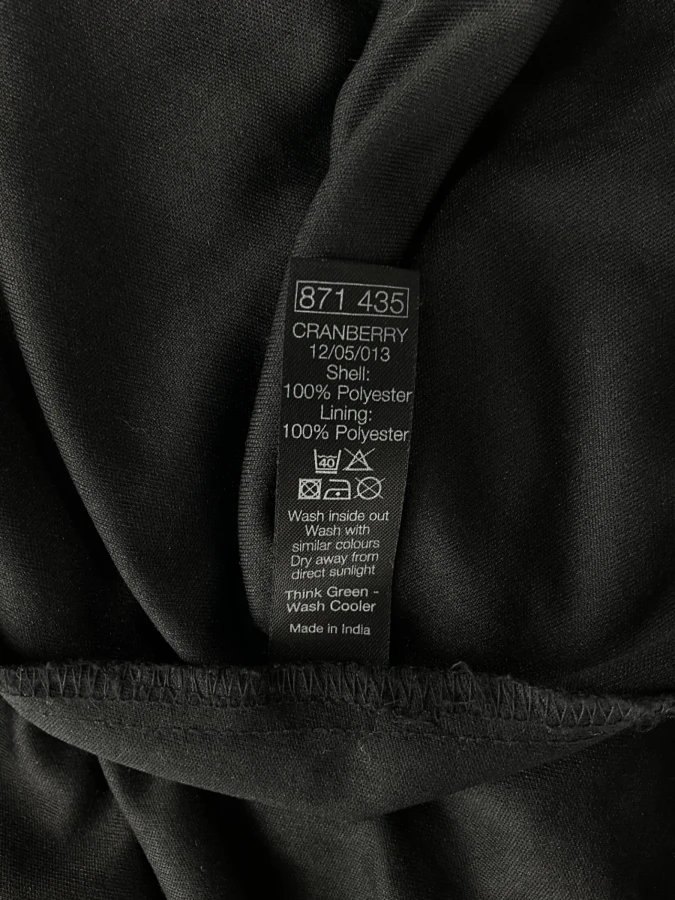 871 435
CRANBERRY
12/05/013
Shell:
100% Polyester
Lining:
100% Polyester
40
Wash inside out
Wash with
similar colours
Dry away from
direct sunlight
Think Green -
Wash Cooler
Made in India